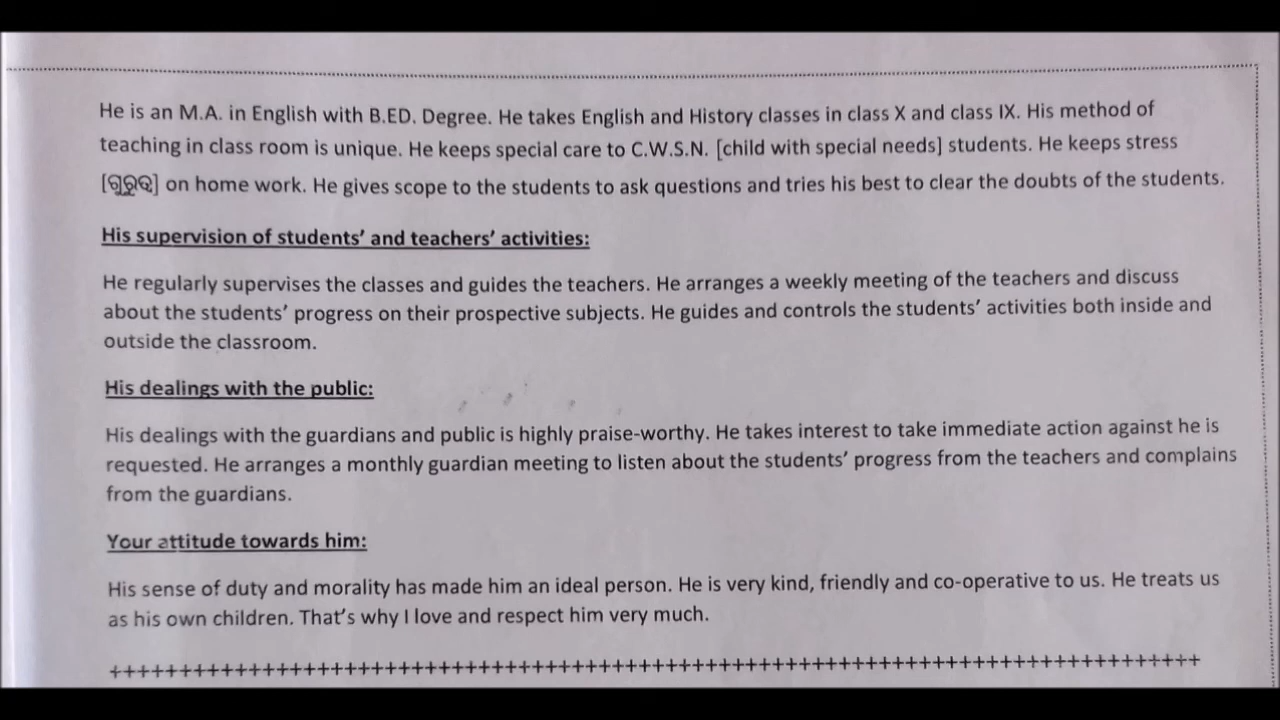 He is an M.A. in English with B.ED. Degree. He takes English and History classes in class X and class IX. His method of
teaching in class room is unique. He keeps special care to C.W.S.N. [child with special needs] students. He keeps stress
[ଗୁରୁତ୍ୱ] on home work. He gives scope to the students to ask questions and tries his best to clear the doubts of the students.
His supervision of students’ and teachers’ activities:
He regularly supervises the classes and guides the teachers. He arranges a weekly meeting of the teachers and discuss
about the students’ progress on their prospective subjects. He guides and controls the students’ activities both inside and
outside the classroom.
His dealings with the public:
His dealings with the guardians and public is highly praise-worthy. He takes interest to take immediate action against he is
requested. He arranges a monthly guardian meeting to listen about the students’ progress from the teachers and complains
from the guardians.
Your attitude towards him:
His sense of duty and morality has made him an ideal person. He is very kind, friendly and co-operative to us. He treats us
as his own children. That’s why I love and respect him very much.